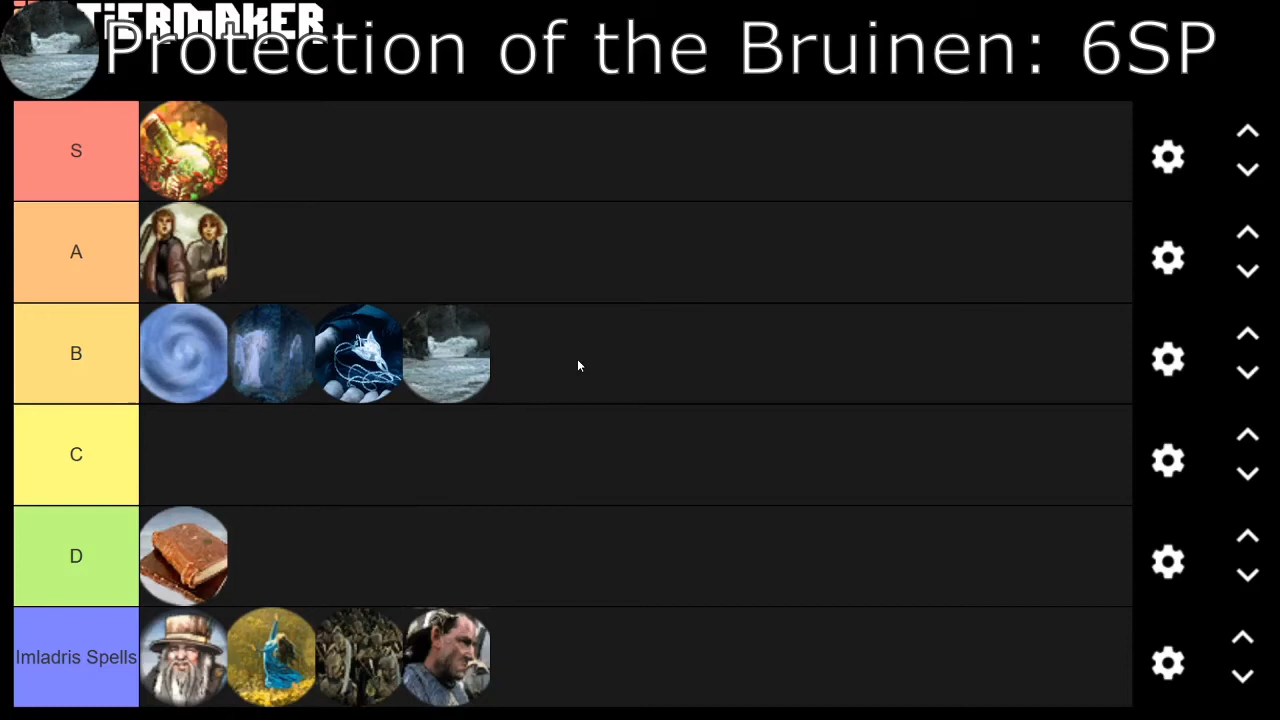 TiERMAKER
Protection of the Bruinen: 6SP
S
A
B
C
D
Imladris Spells